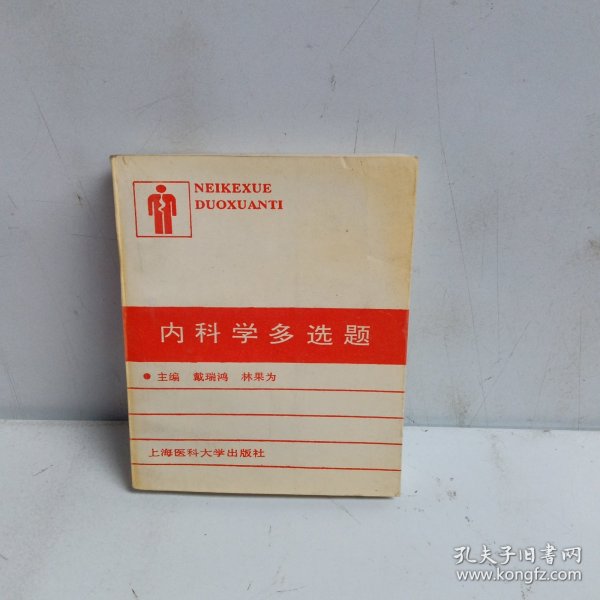 NEIKEXUE
DUOXUANTI
内科学多选题
●主编 戴瑞鸿 林果为
上海医科大学出版社
孔夫子旧书网
www.kongfz.com